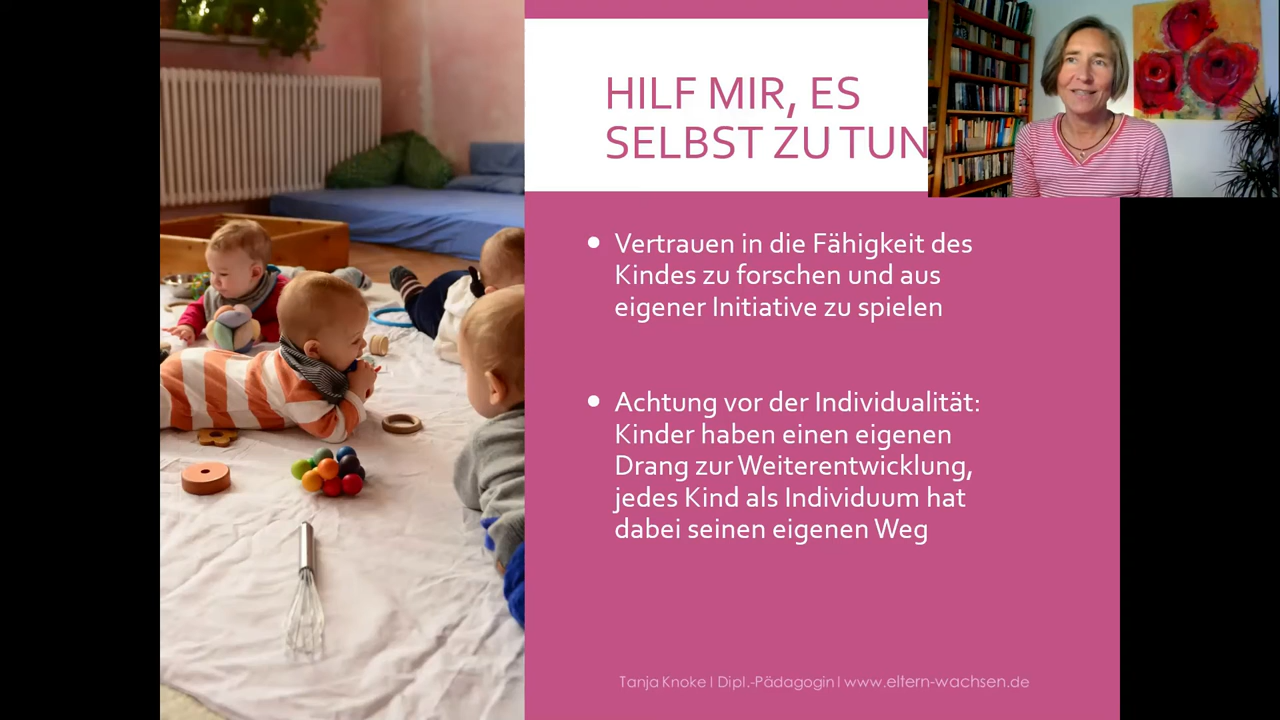 HILF MIR, ES
SELBST ZU TUN
Vertrauen in die Fähigkeit des
Kindes zu forschen und aus
eigener Initiative zu spielen
Achtung vor der Individualität:
Kinder haben einen eigenen
Drang zur Weiterentwicklung,
jedes Kind als Individuum hat
dabei seinen eigenen Weg
Tanja Knoke I Dipl.-Pädagogin I www.eltern-wachsen.de